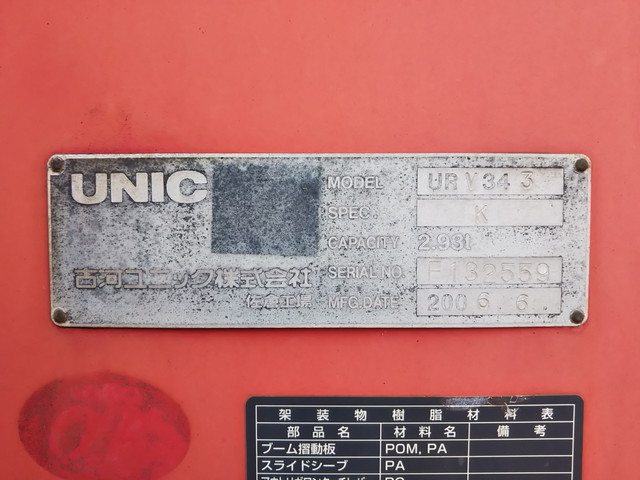 UNIC
MODEL URV343
SPEC. K
CAPACITY 2.93t
古河ユニック株式会社
SERIAL NO. F132559
佐倉工場
MFG.DATE 2006.6.
架装物樹脂材料表
部品名 材料名 備考
ブーム摺動板 POM, PA
スライドシーブ PA